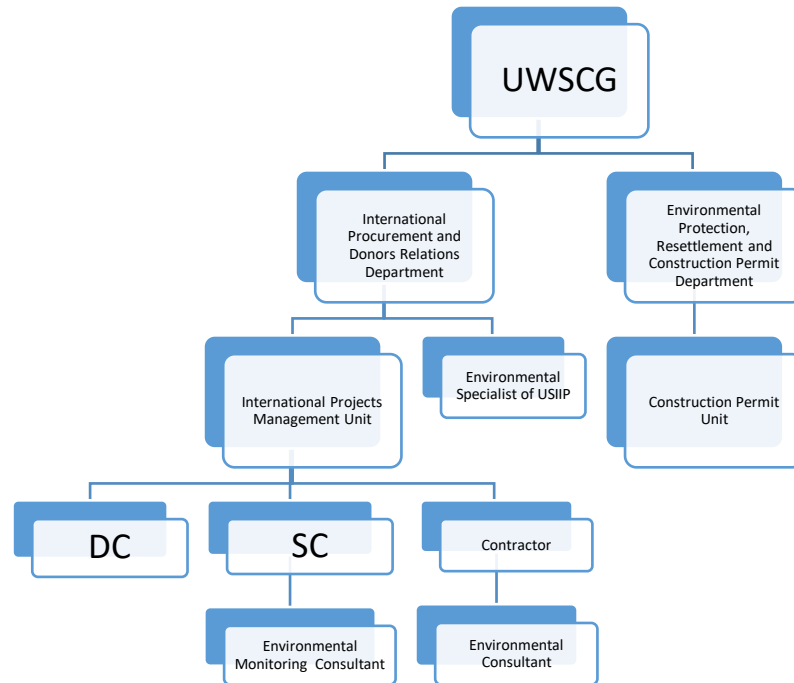 UWSCG
International
Procurement and
Donors Relations
Department
Environmental
Protection,
Resettlement and
Construction Permit
Department
International Projects
Management Unit
Environmental
Specialist of USIIP
Construction Permit
Unit
DC
SC
Contractor
Environmental
Monitoring Consultant
Environmental
Consultant